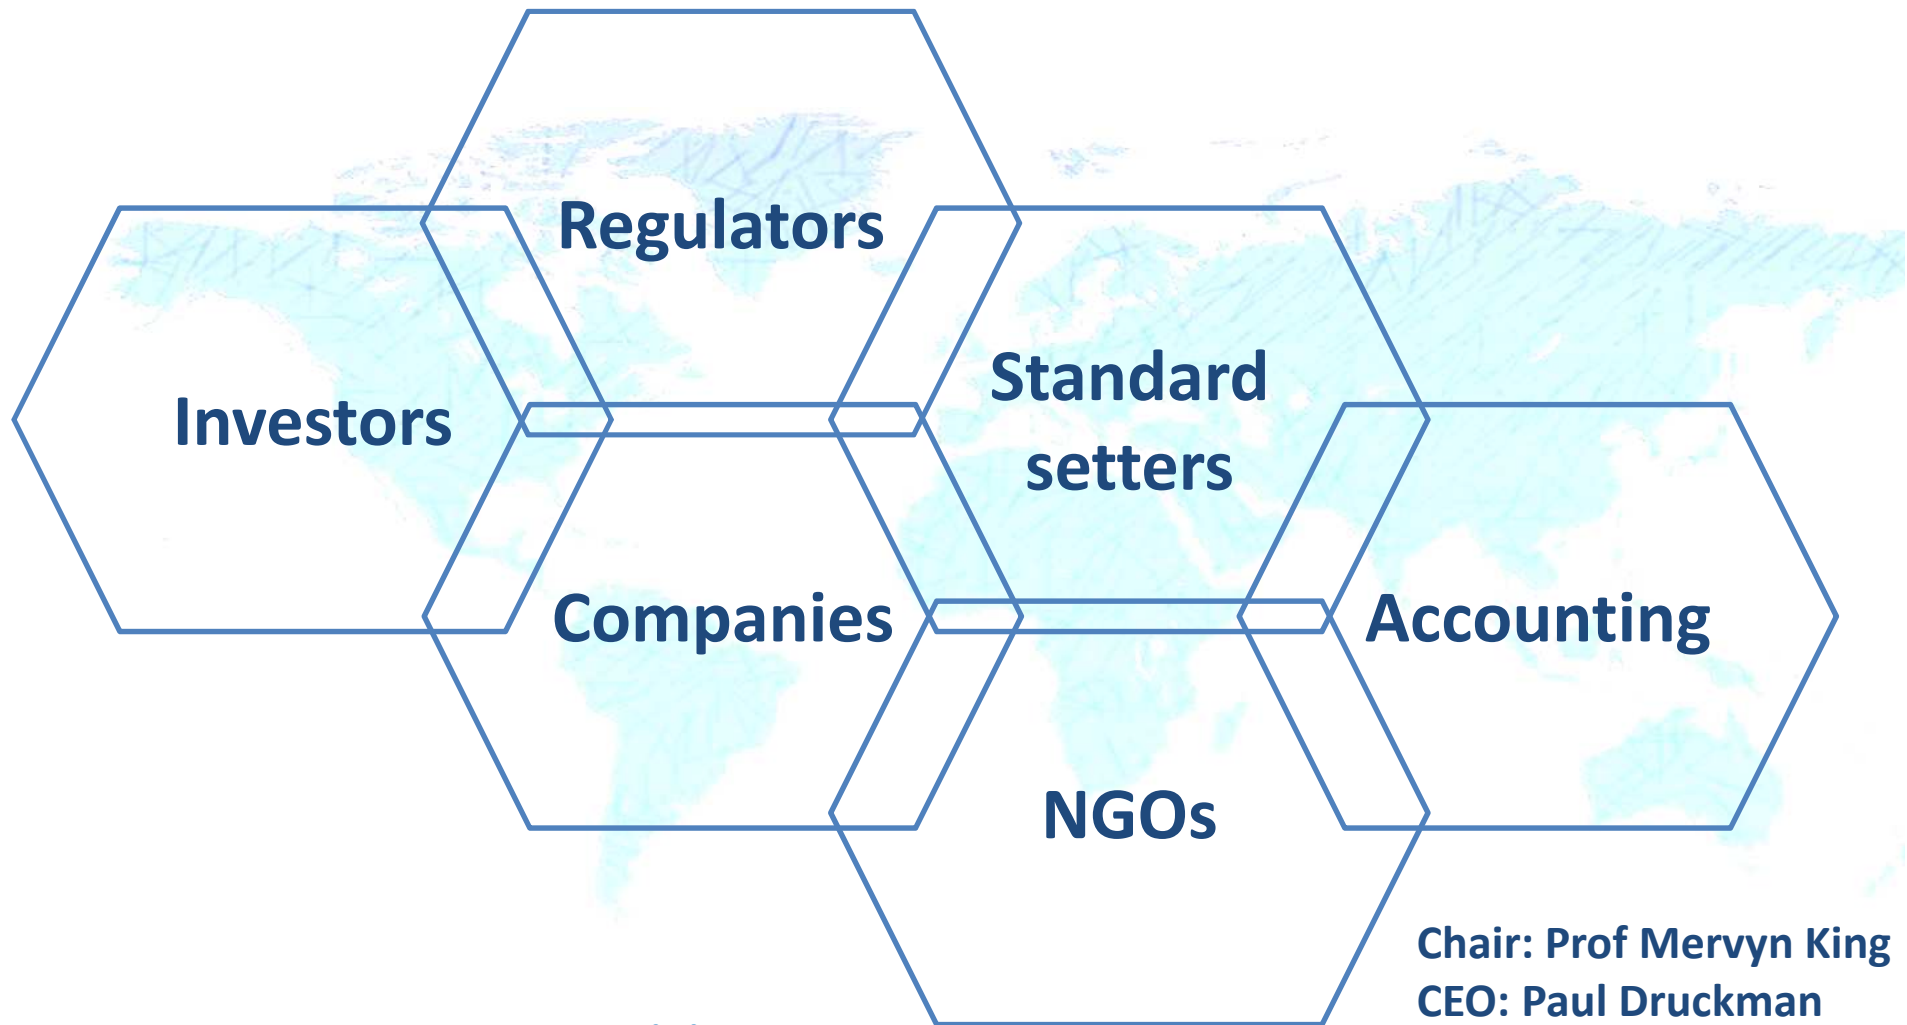 Regulators
Investors
Standard
setters
Companies
Accounting
NGOs
Chair: Prof Mervyn King
CEO: Paul Druckman